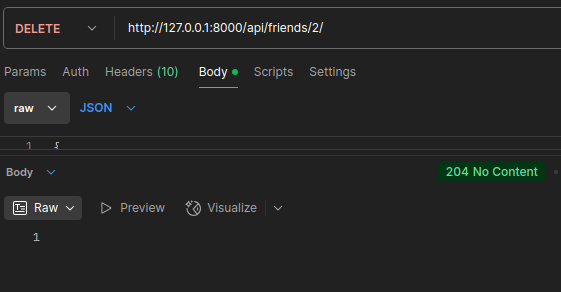 DELETE http://127.0.0.1:8000/api/friends/2/
Params Auth Headers (10) Body Scripts Settings
raw JSON
1 {
Body 204 No Content
Raw Preview Visualize
1